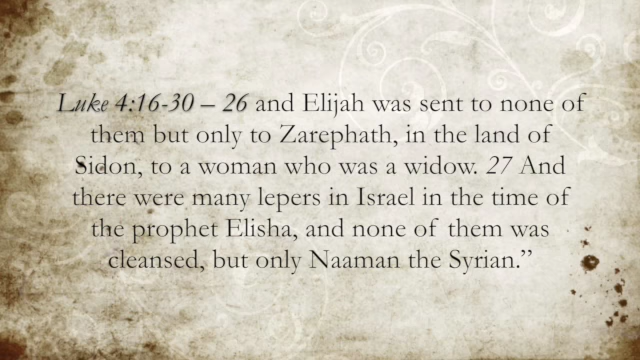 Luke 4:16-30 – 26 and Elijah was sent to none of
them but only to Zarephath, in the land of
Sidon, to a woman who was a widow. 27 And
there were many lepers in Israel in the time of
the prophet Elisha, and none of them was
cleansed, but only Naaman the Syrian.”